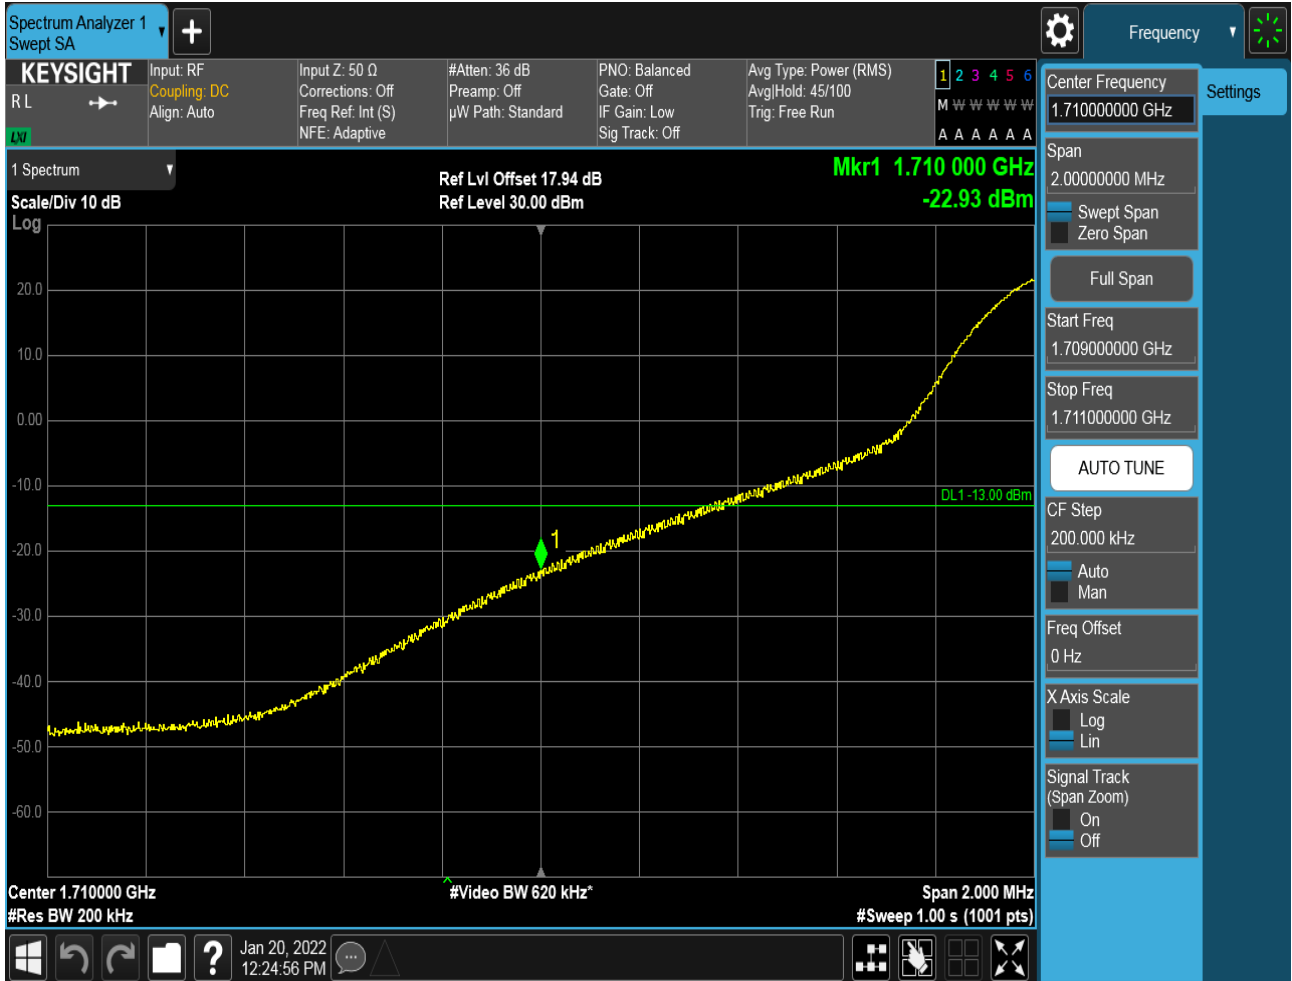 Spectrum Analyzer 1
Swept SA
Frequency
KEYSIGHT
R L
LXI
Input: RF
Coupling: DC
Align: Auto
Input Z: 50 Ω
Corrections: Off
Freq Ref: Int (S)
NFE: Adaptive
#Atten: 36 dB
Preamp: Off
µW Path: Standard
PNO: Balanced
Gate: Off
IF Gain: Low
Sig Track: Off
Avg Type: Power (RMS)
Avg|Hold: 45/100
Trig: Free Run
1 2 3 4 5 6
M W W W W W
A A A A A A
1 Spectrum
Scale/Div 10 dB
Log
Ref Lvl Offset 17.94 dB
Ref Level 30.00 dBm
Mkr1 1.710 000 GHz
-22.93 dBm
20.0
10.0
0.00
-10.0
-20.0
-30.0
-40.0
-50.0
-60.0
DL1 -13.00 dBm
1
Center 1.710000 GHz
#Res BW 200 kHz
#Video BW 620 kHz*
Span 2.000 MHz
#Sweep 1.00 s (1001 pts)
Center Frequency
1.710000000 GHz
Settings
Span
2.00000000 MHz
Swept Span
Zero Span
Full Span
Start Freq
1.709000000 GHz
Stop Freq
1.711000000 GHz
AUTO TUNE
CF Step
200.000 kHz
Auto
Man
Freq Offset
0 Hz
X Axis Scale
Log
Lin
Signal Track
(Span Zoom)
On
Off
?
Jan 20, 2022
12:24:56 PM